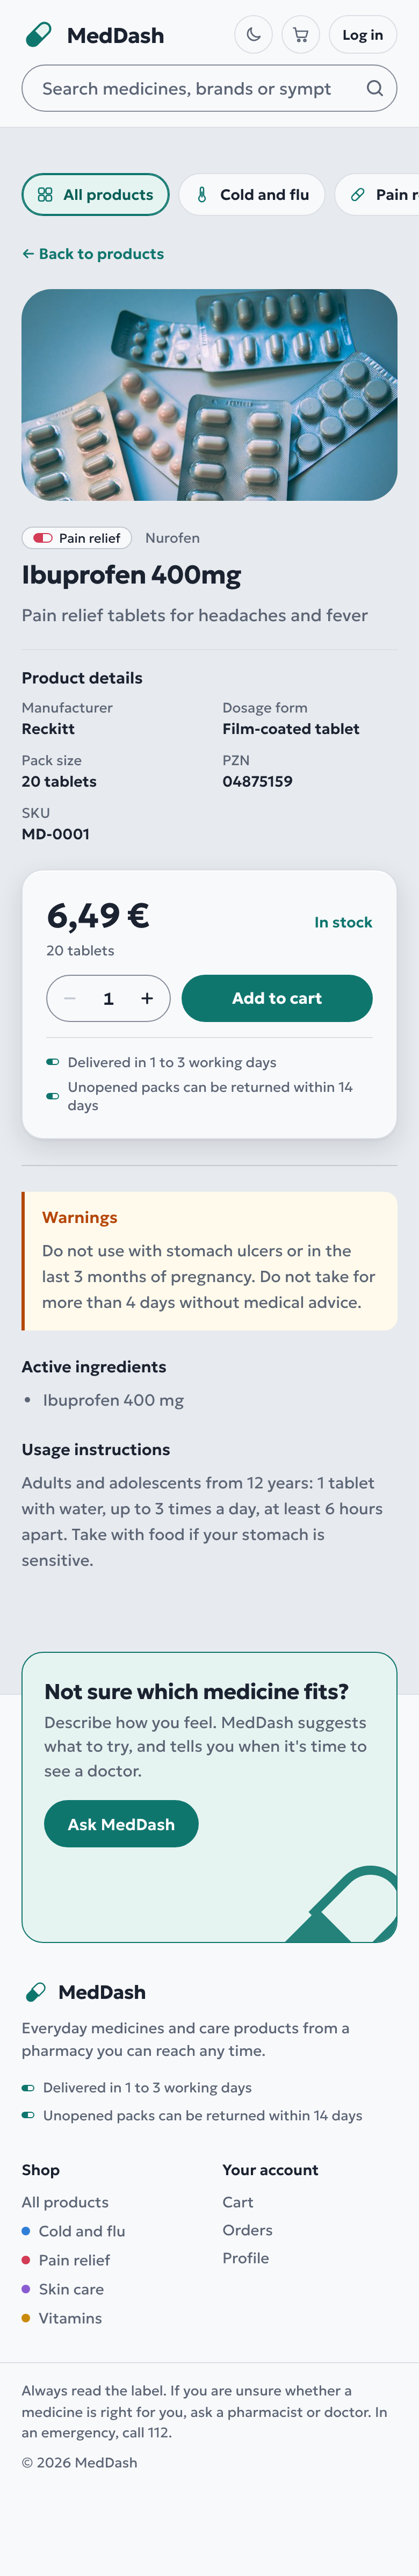 MedDash
Log in
Search medicines, brands or sympt
All products
Cold and flu
Pain r
← Back to products
Pain relief
Nurofen
Ibuprofen 400mg
Pain relief tablets for headaches and fever
Product details
Manufacturer
Reckitt
Dosage form
Film-coated tablet
Pack size
20 tablets
PZN
04875159
SKU
MD-0001
6,49 €
In stock
20 tablets
− 1 +
Add to cart
Delivered in 1 to 3 working days
Unopened packs can be returned within 14
days
Warnings
Do not use with stomach ulcers or in the
last 3 months of pregnancy. Do not take for
more than 4 days without medical advice.
Active ingredients
• Ibuprofen 400 mg
Usage instructions
Adults and adolescents from 12 years: 1 tablet
with water, up to 3 times a day, at least 6 hours
apart. Take with food if your stomach is
sensitive.
Not sure which medicine fits?
Describe how you feel. MedDash suggests
what to try, and tells you when it's time to
see a doctor.
Ask MedDash
MedDash
Everyday medicines and care products from a
pharmacy you can reach any time.
Delivered in 1 to 3 working days
Unopened packs can be returned within 14 days
Shop
All products
Cold and flu
Pain relief
Skin care
Vitamins
Your account
Cart
Orders
Profile
Always read the label. If you are unsure whether a
medicine is right for you, ask a pharmacist or doctor. In
an emergency, call 112.
© 2026 MedDash